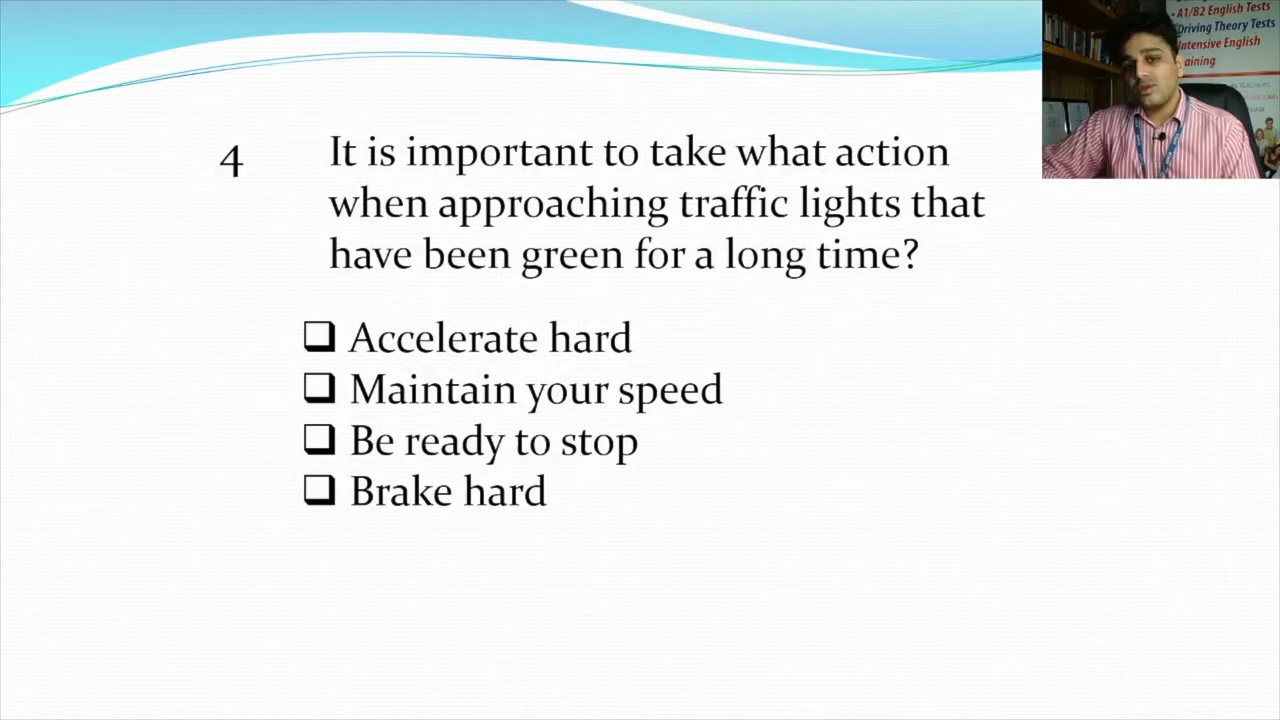 4
It is important to take what action
when approaching traffic lights that
have been green for a long time?
Accelerate hard
Maintain your speed
Be ready to stop
Brake hard
A1/B2 English Tests
Driving Theory Tests
Intensive English